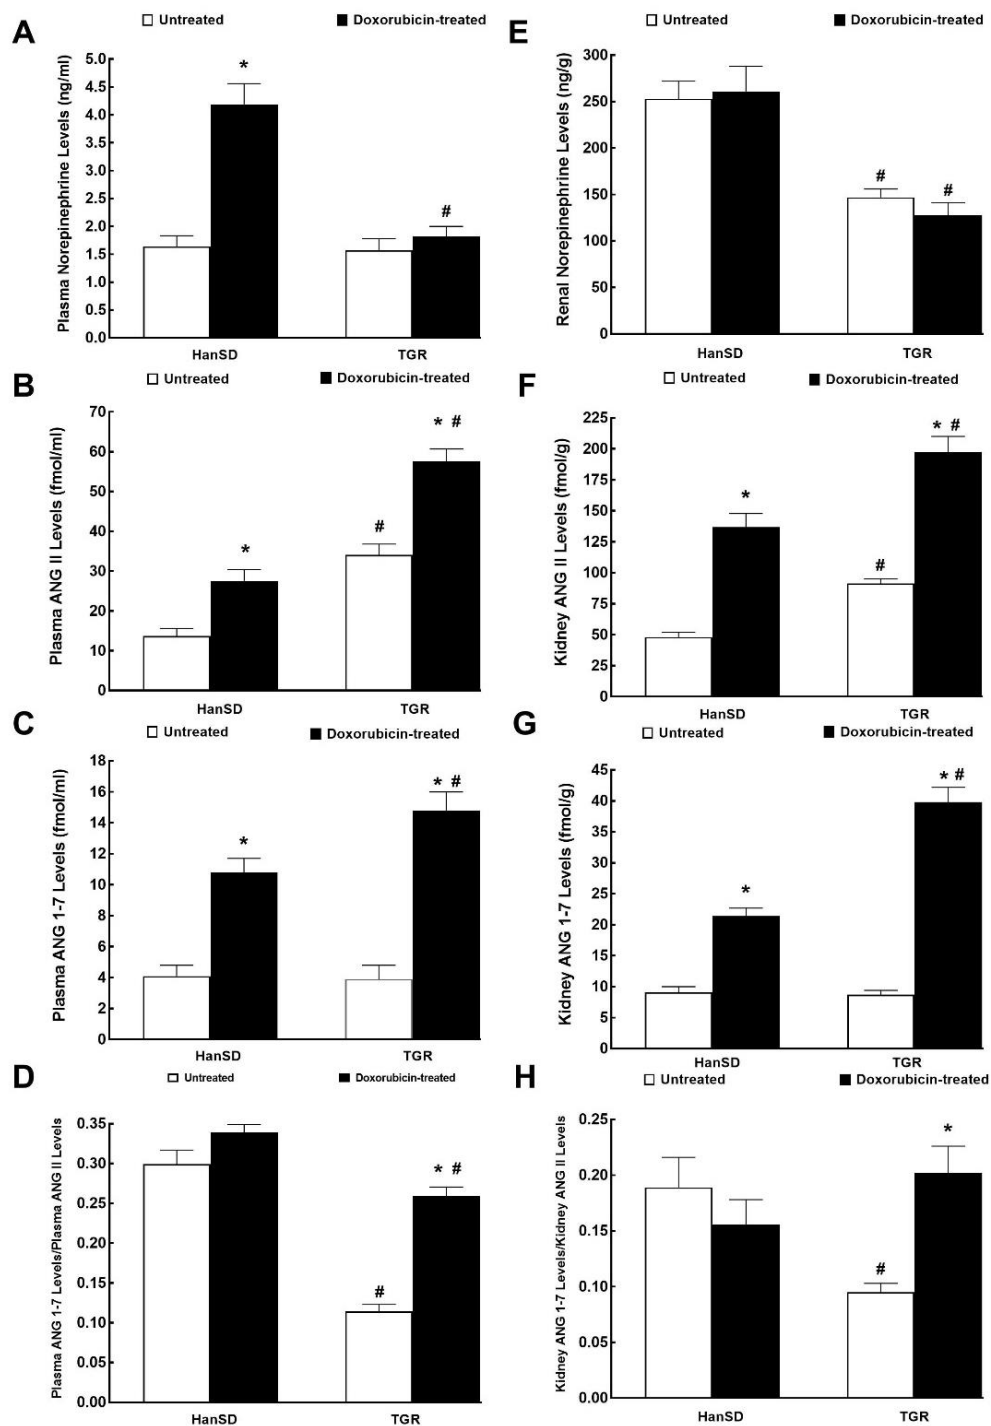 A
Untreated
Doxorubicin-treated
Plasma Norepinephrine Levels (ng/ml)
5.0
4.5
4.0
3.5
3.0
2.5
2.0
1.5
1.0
0.5
0.0
*
#
HanSD
TGR
B
Untreated
Doxorubicin-treated
Plasma ANG II Levels (fmol/ml)
70
60
50
40
30
20
10
0
*
#
* #
HanSD
TGR
C
Untreated
Doxorubicin-treated
Plasma ANG 1-7 Levels (fmol/ml)
18
16
14
12
10
8
6
4
2
0
*
* #
HanSD
TGR
D
Untreated
Doxorubicin-treated
Plasma ANG 1-7 Levels/Plasma ANG II Levels
0.35
0.30
0.25
0.20
0.15
0.10
0.05
0.00
#
* #
HanSD
TGR
E
Untreated
Doxorubicin-treated
Renal Norepinephrine Levels (ng/g)
300
250
200
150
100
50
0
#
#
HanSD
TGR
F
Untreated
Doxorubicin-treated
Kidney ANG II Levels (fmol/g)
225
200
175
150
125
100
75
50
25
0
*
#
* #
HanSD
TGR
G
Untreated
Doxorubicin-treated
Kidney ANG 1-7 Levels (fmol/g)
45
40
35
30
25
20
15
10
5
0
*
* #
HanSD
TGR
H
Untreated
Doxorubicin-treated
Kidney ANG 1-7 Levels/Kidney ANG II Levels
0.25
0.20
0.15
0.10
0.05
0.00
#
*
HanSD
TGR